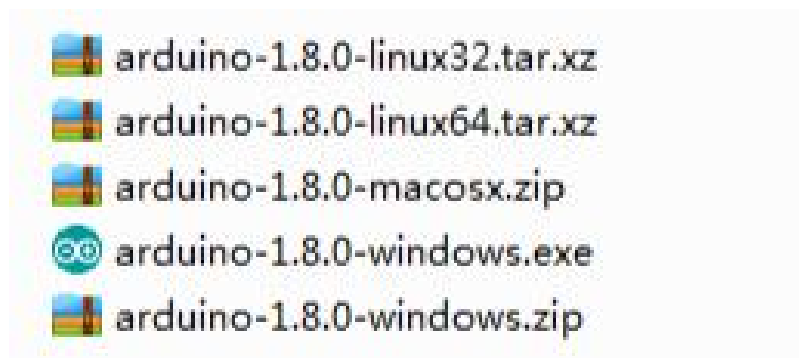 arduino-1.8.0-linux32.tar.xz
arduino-1.8.0-linux64.tar.xz
arduino-1.8.0-macosx.zip
arduino-1.8.0-windows.exe
arduino-1.8.0-windows.zip